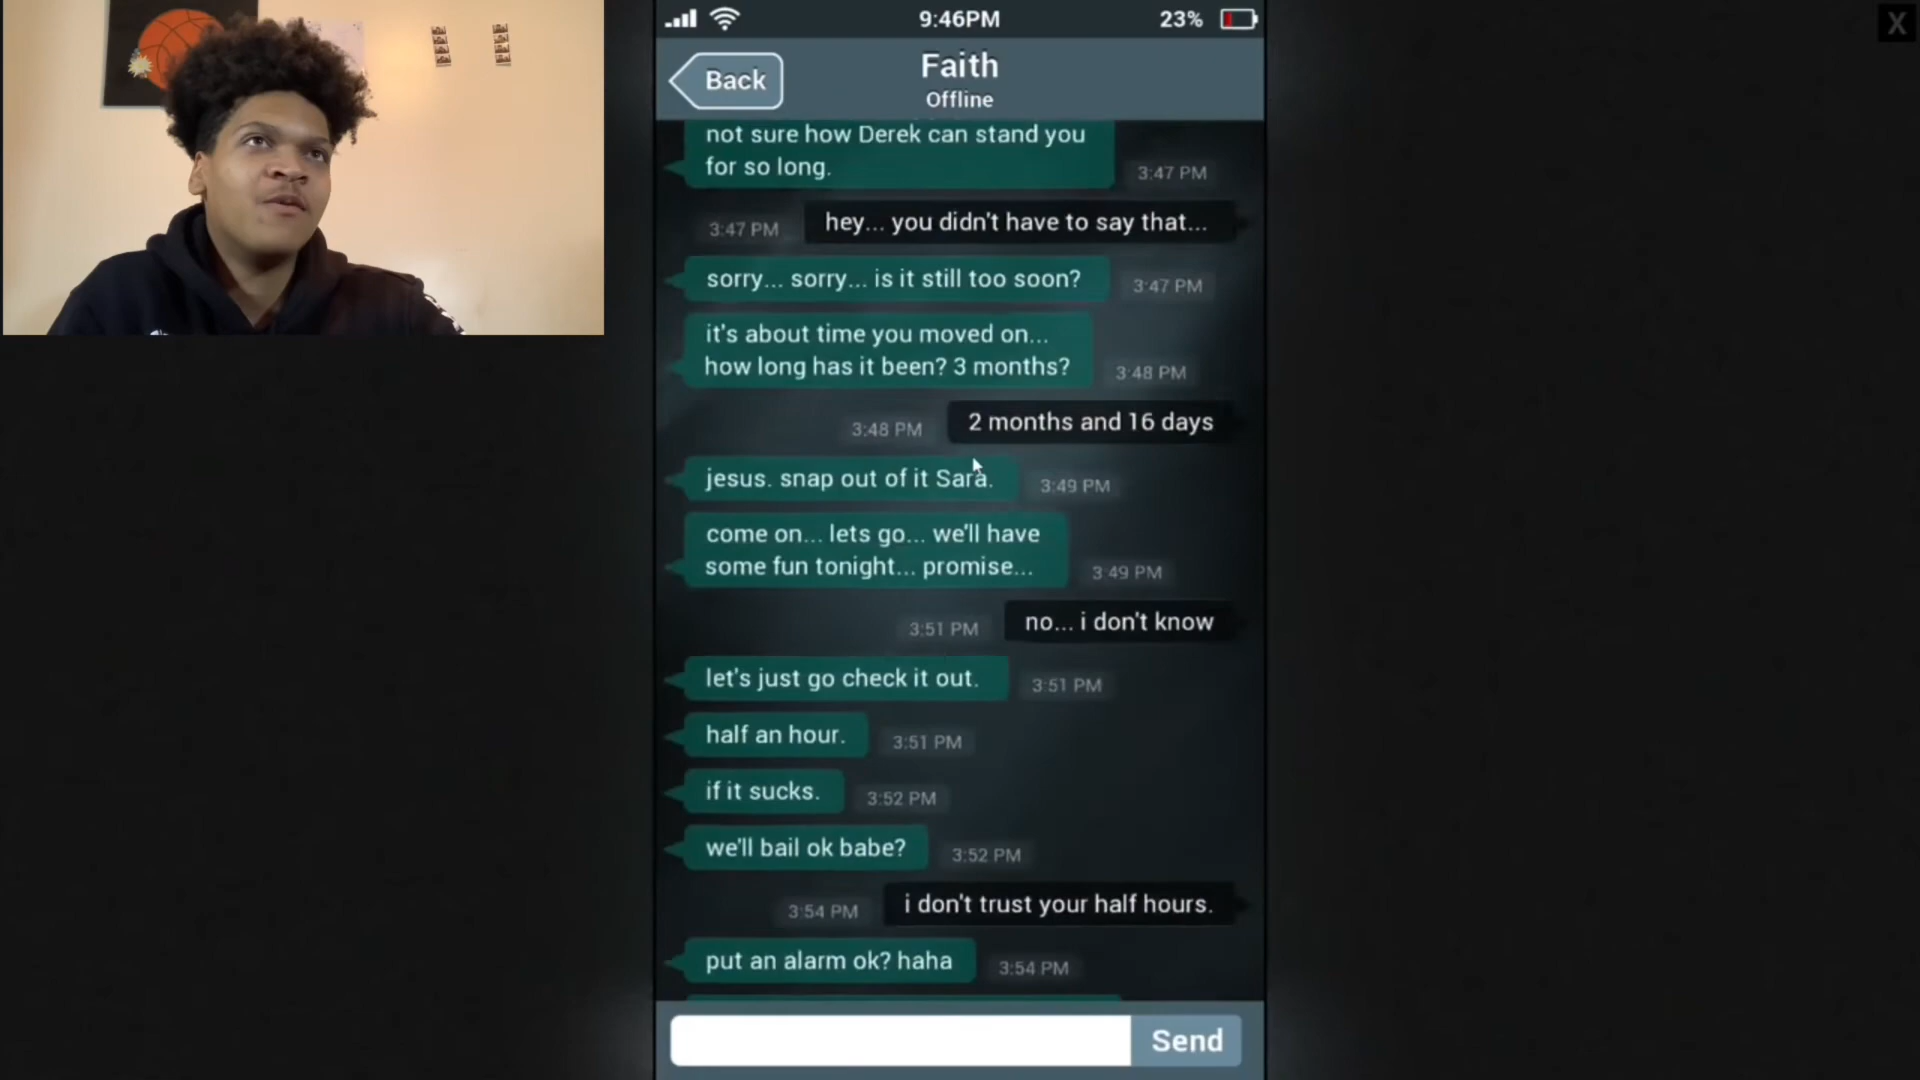 9:46PM
23%
X
Back
Faith
Offline
not sure how Derek can stand you
for so long.
3:47 PM
3:47 PM
hey... you didn't have to say that...
sorry... sorry... is it still too soon?
3:47 PM
it's about time you moved on...
how long has it been? 3 months?
3:48 PM
3:48 PM
2 months and 16 days
jesus. snap out of it Sara.
3:49 PM
come on... lets go... we'll have
some fun tonight... promise...
3:49 PM
3:51 PM
no... i don't know
let's just go check it out.
3:51 PM
half an hour.
3:51 PM
if it sucks.
3:52 PM
we'll bail ok babe?
3:52 PM
3:54 PM
i don't trust your half hours.
put an alarm ok? haha
3:54 PM
Send